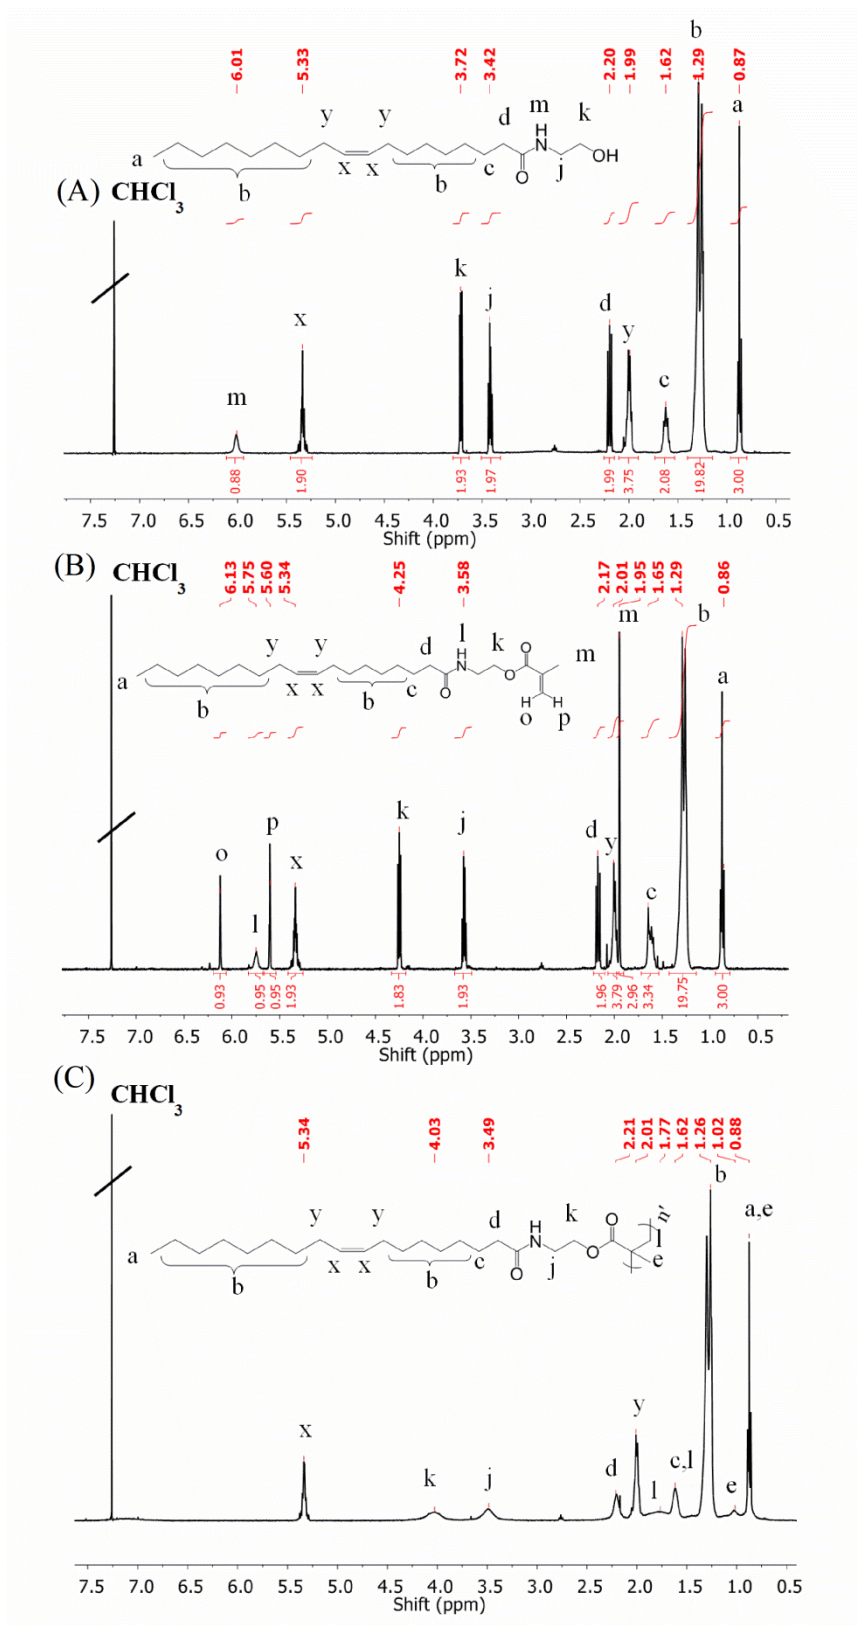 b
6.01 5.33 3.72 3.42 2.20 1.99 1.62 1.29 0.87
a
y y d m k
H
N
OH
O
a x x c j
b b
(A) CHCl3
k
j
x d
y
m c
0.88 1.90 1.93 1.97 1.99 3.75 2.08 19.82 3.00
7.5 7.0 6.5 6.0 5.5 5.0 4.5 4.0 3.5 3.0 2.5 2.0 1.5 1.0 0.5
Shift (ppm)
(B) CHCl3
6.13 5.75 5.60 5.34 4.25 3.58 2.17 2.01 1.95 1.65 1.29 0.86
m b
y y d l k
H
N
O
O
O
m
a x x c
b b
H H
o p
a
k
p j d
y
o x
l c
0.93 0.95 0.95 1.93 1.83 1.93 1.96 3.79 2.96 3.34 19.75 3.00
7.5 7.0 6.5 6.0 5.5 5.0 4.5 4.0 3.5 3.0 2.5 2.0 1.5 1.0 0.5
Shift (ppm)
(C) CHCl3
5.34 4.03 3.49 2.21 2.01 1.77 1.62 1.26 1.02 0.88
b
y y d k n'
a,e
H
N
O
O
O
l
e
a x x c j
b b
y
x
d c,l
k j l e
7.5 7.0 6.5 6.0 5.5 5.0 4.5 4.0 3.5 3.0 2.5 2.0 1.5 1.0 0.5
Shift (ppm)